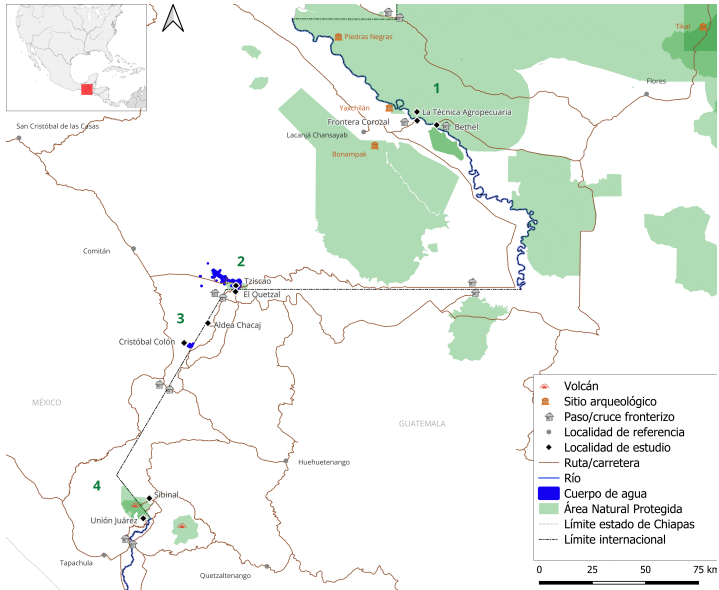 Piedras Negras
Tikal
1
Flores
Yaxchilán
La Técnica Agropecuaria
Frontera Corozal
Bethel
San Cristóbal de las Casas
Lacanjá Chansayab
Bonampak
Comitán
2
Tziscao
El Quetzal
3
Aldea Chacaj
Cristóbal Colón
MÉXICO
GUATEMALA
Huehuetenango
4
Sibinal
Unión Juárez
Tapachula
Quetzaltenango
Volcán
Sitio arqueológico
Paso/cruce fronterizo
Localidad de referencia
Localidad de estudio
Ruta/carretera
Río
Cuerpo de agua
Área Natural Protegida
Límite estado de Chiapas
Límite internacional
0 25 50 75 km